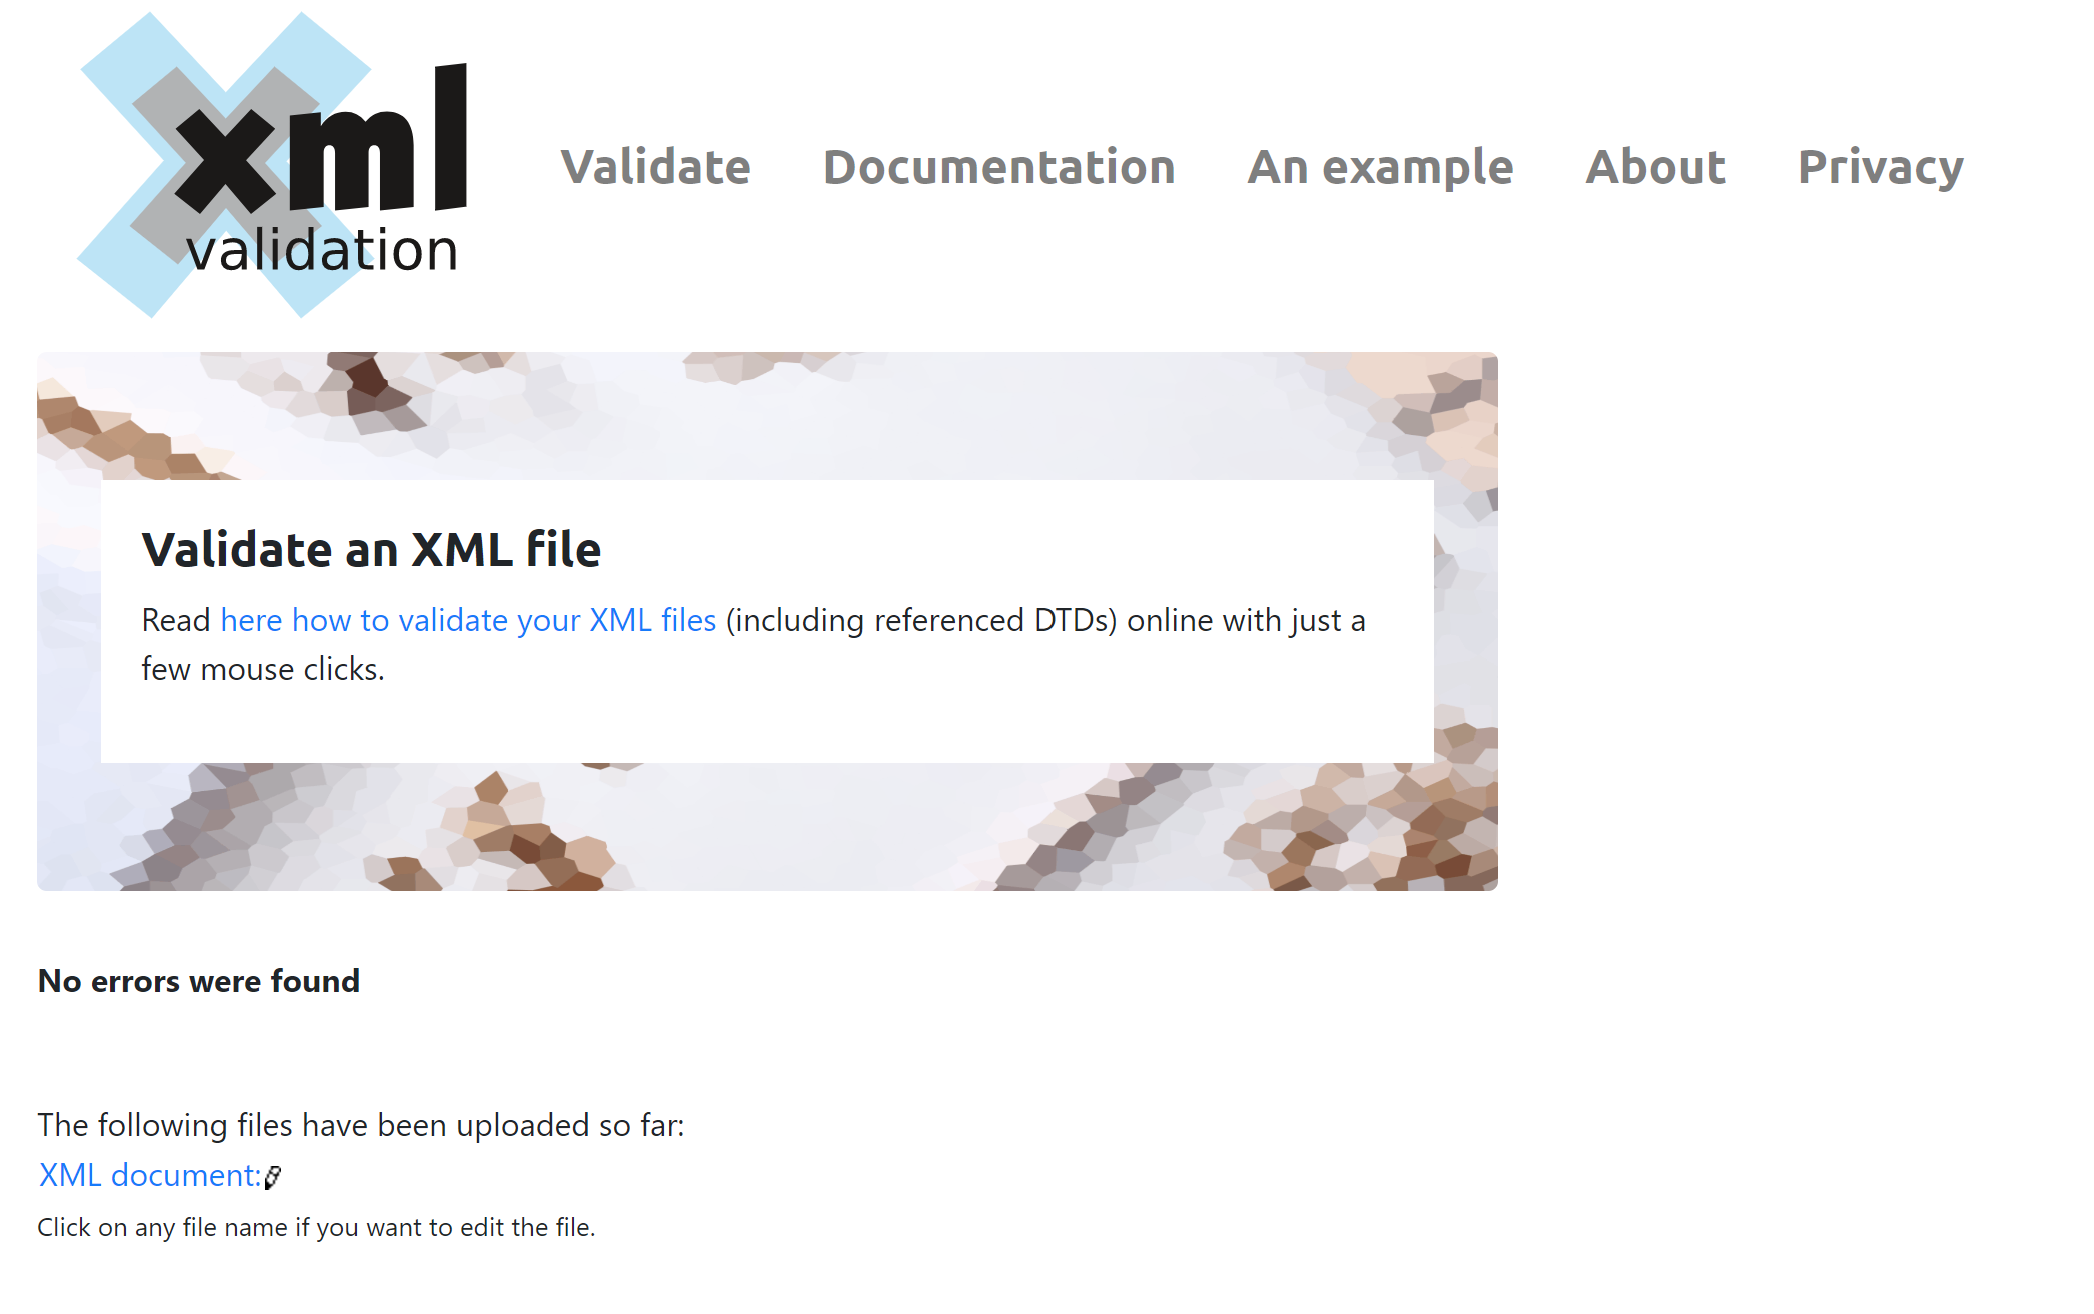 xml
validation
Validate Documentation An example About Privacy
Validate an XML file
Read here how to validate your XML files (including referenced DTDs) online with just a
few mouse clicks.
No errors were found
The following files have been uploaded so far:
XML document:
Click on any file name if you want to edit the file.